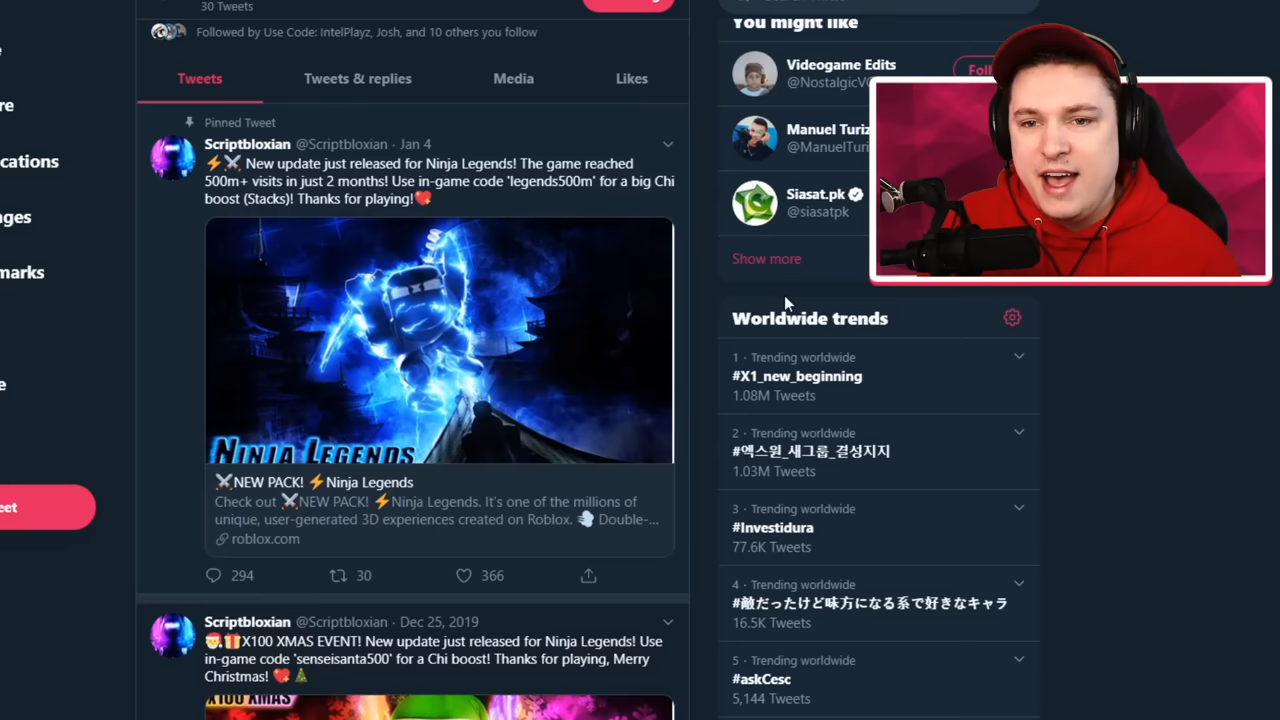 30 Tweets
Followed by Use Code: IntelPlayz, Josh, and 10 others you follow
Tweets
Tweets & replies
Media
Likes
Pinned Tweet
Scriptbloxian @Scriptbloxian · Jan 4
⚡⚔️ New update just released for Ninja Legends! The game reached
500m+ visits in just 2 months! Use in-game code 'legends500m' for a big Chi
boost (Stacks)! Thanks for playing!💖
NINJA LEGENDS
⚔️NEW PACK! ⚡Ninja Legends
Check out ⚔️NEW PACK! ⚡Ninja Legends. It's one of the millions of
unique, user-generated 3D experiences created on Roblox. 💨 Double-...
roblox.com
294
30
366
Scriptbloxian @Scriptbloxian · Dec 25, 2019
🎅🎁X100 XMAS EVENT! New update just released for Ninja Legends! Use
in-game code 'senseisanta500' for a Chi boost! Thanks for playing, Merry
Christmas! 💖🎄
X100 XMAS
You might like
Videogame Edits
@NostalgicVG
Foll
Manuel Turiz
@ManuelTuri
Siasat.pk
@siasatpk
Show more
Worldwide trends
1 · Trending worldwide
#X1_new_beginning
1.08M Tweets
2 · Trending worldwide
#엑스원_새그룹_결성지지
1.03M Tweets
3 · Trending worldwide
#Investidura
77.6K Tweets
4 · Trending worldwide
#敵だったけど味方になる系で好きなキャラ
16.5K Tweets
5 · Trending worldwide
#askCesc
5,144 Tweets
re
cations
ges
marks
e
eet